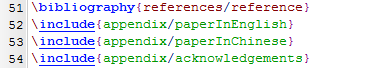 51 \bibliography{references/reference}
52 \include{appendix/paperInEnglish}
53 \include{appendix/paperInChinese}
54 \include{appendix/acknowledgements}